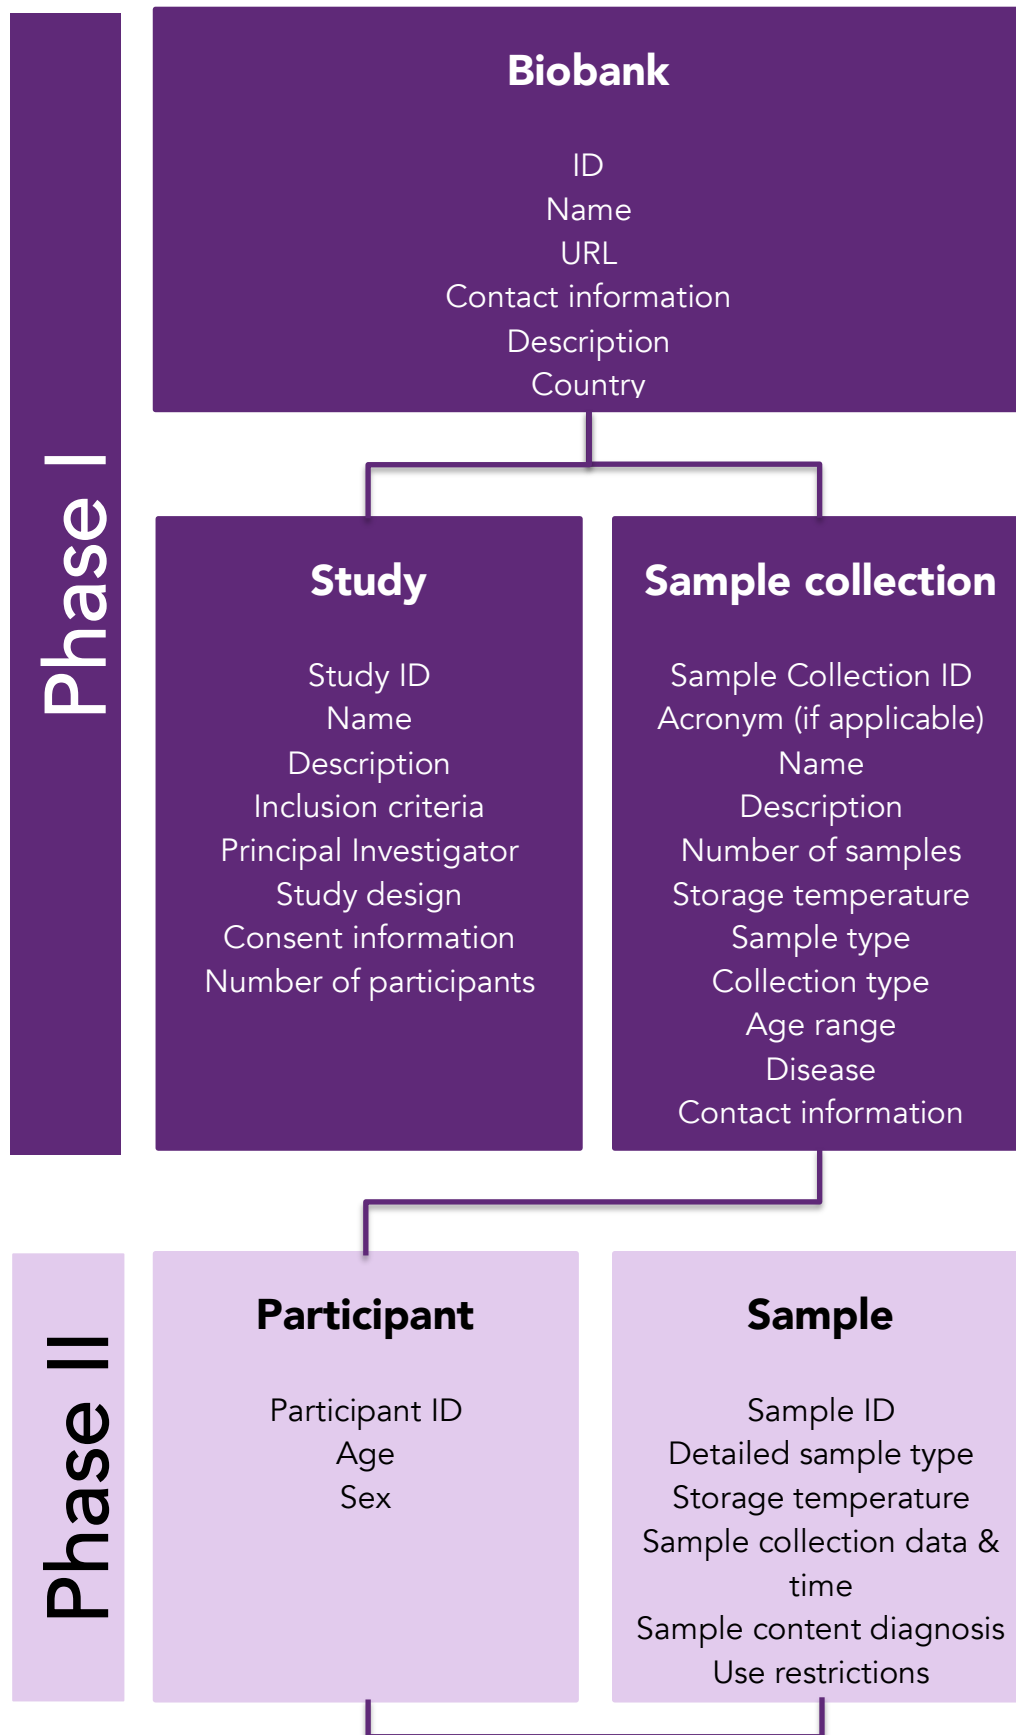 Phase I
Biobank
ID
Name
URL
Contact information
Description
Country
Study
Study ID
Name
Description
Inclusion criteria
Principal Investigator
Study design
Consent information
Number of participants
Sample collection
Sample Collection ID
Acronym (if applicable)
Name
Description
Number of samples
Storage temperature
Sample type
Collection type
Age range
Disease
Contact information
Phase II
Participant
Participant ID
Age
Sex
Sample
Sample ID
Detailed sample type
Storage temperature
Sample collection data &
time
Sample content diagnosis
Use restrictions